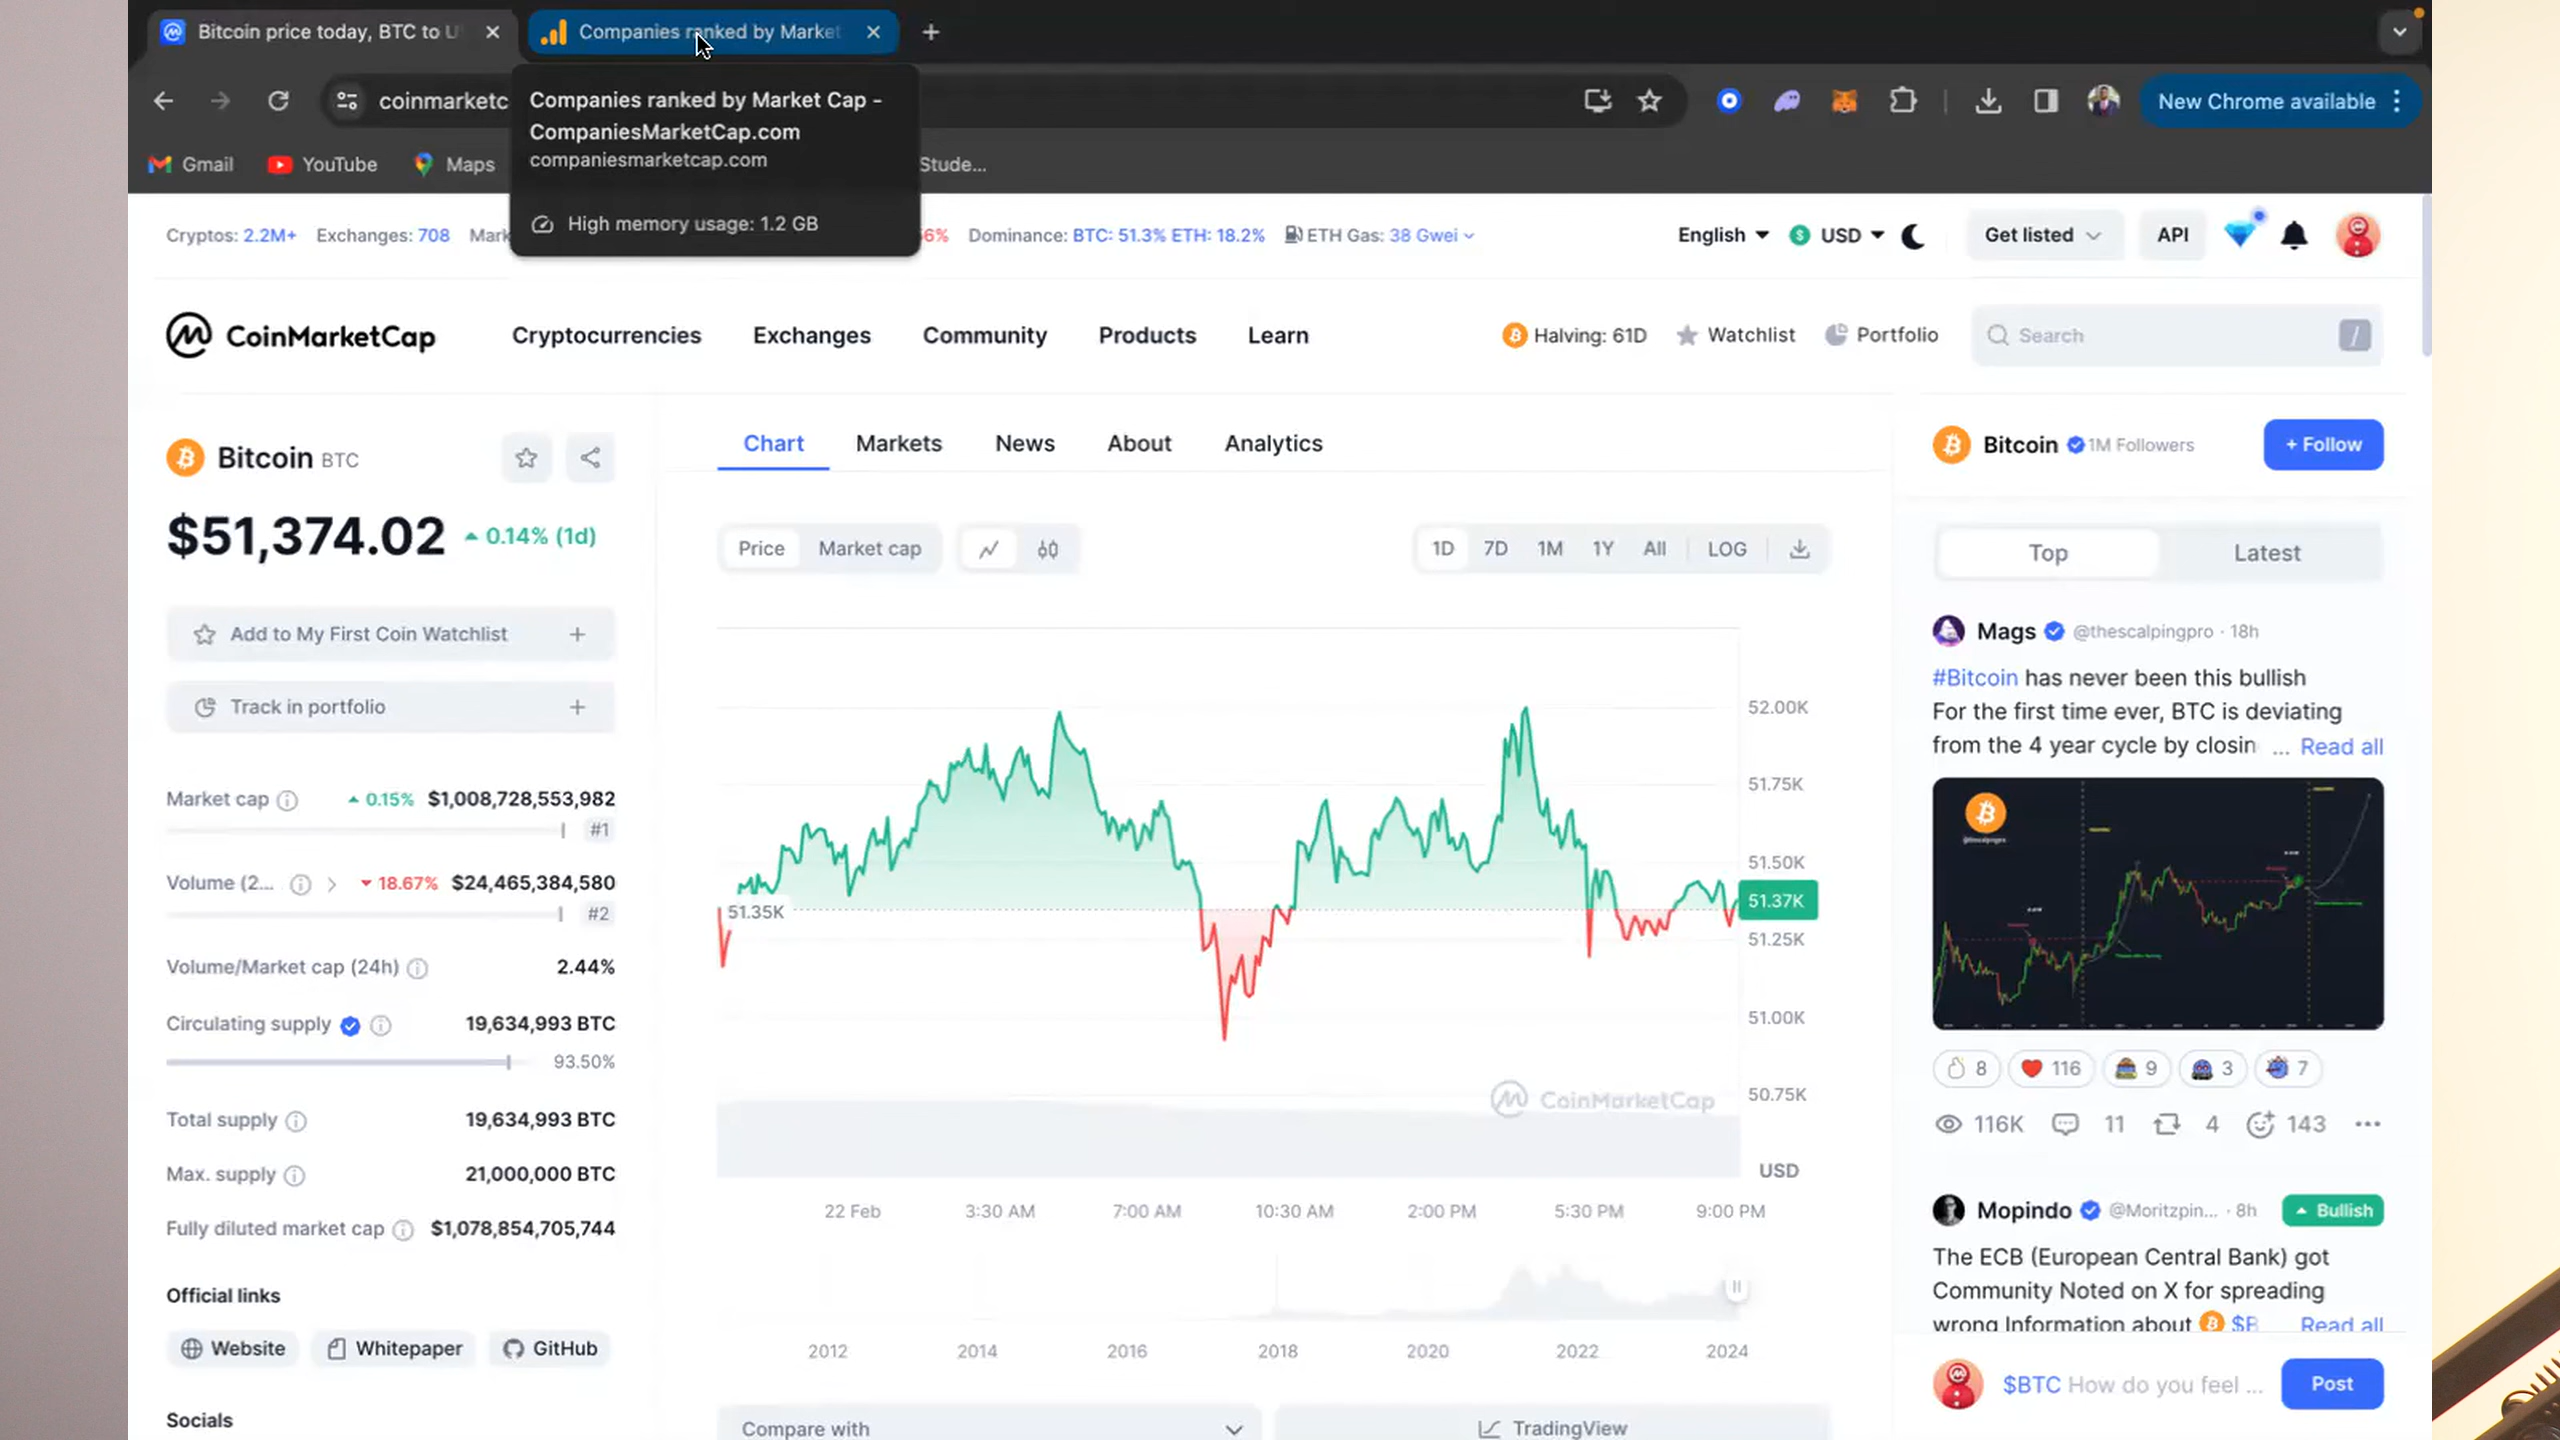 Bitcoin price today, BTC to U
Companies ranked by Market
coinmarketc
New Chrome available
Companies ranked by Market Cap -
CompaniesMarketCap.com
companiesmarketcap.com
High memory usage: 1.2 GB
Gmail
YouTube
Maps
Stude...
Cryptos: 2.2M+
Exchanges: 708
Mark
6%
Dominance: BTC: 51.3% ETH: 18.2%
ETH Gas: 38 Gwei
English
USD
Get listed
API
CoinMarketCap
Cryptocurrencies
Exchanges
Community
Products
Learn
Halving: 61D
Watchlist
Portfolio
Search
/
Bitcoin BTC
$51,374.02
0.14% (1d)
Add to My First Coin Watchlist +
Track in portfolio +
Market cap 0.15% $1,008,728,553,982
#1
Volume (2... 18.67% $24,465,384,580
#2
Volume/Market cap (24h) 2.44%
Circulating supply 19,634,993 BTC
93.50%
Total supply 19,634,993 BTC
Max. supply 21,000,000 BTC
Fully diluted market cap $1,078,854,705,744
Official links
Website
Whitepaper
GitHub
Socials
Chart
Markets
News
About
Analytics
Price
Market cap
1D
7D
1M
1Y
All
LOG
52.00K
51.75K
51.50K
51.37K
51.35K
51.25K
51.00K
50.75K
CoinMarketCap
USD
22 Feb
3:30 AM
7:00 AM
10:30 AM
2:00 PM
5:30 PM
9:00 PM
2012
2014
2016
2018
2020
2022
2024
Compare with
TradingView
Bitcoin
1M Followers
+ Follow
Top
Latest
Mags @thescalpingpro · 18h
#Bitcoin has never been this bullish
For the first time ever, BTC is deviating
from the 4 year cycle by closin ... Read all
8
116
9
3
7
116K
11
4
143
Mopindo @Moritzpin... · 8h
Bullish
The ECB (European Central Bank) got
Community Noted on X for spreading
wrong Information about $B Read all
$BTC How do you feel ...
Post